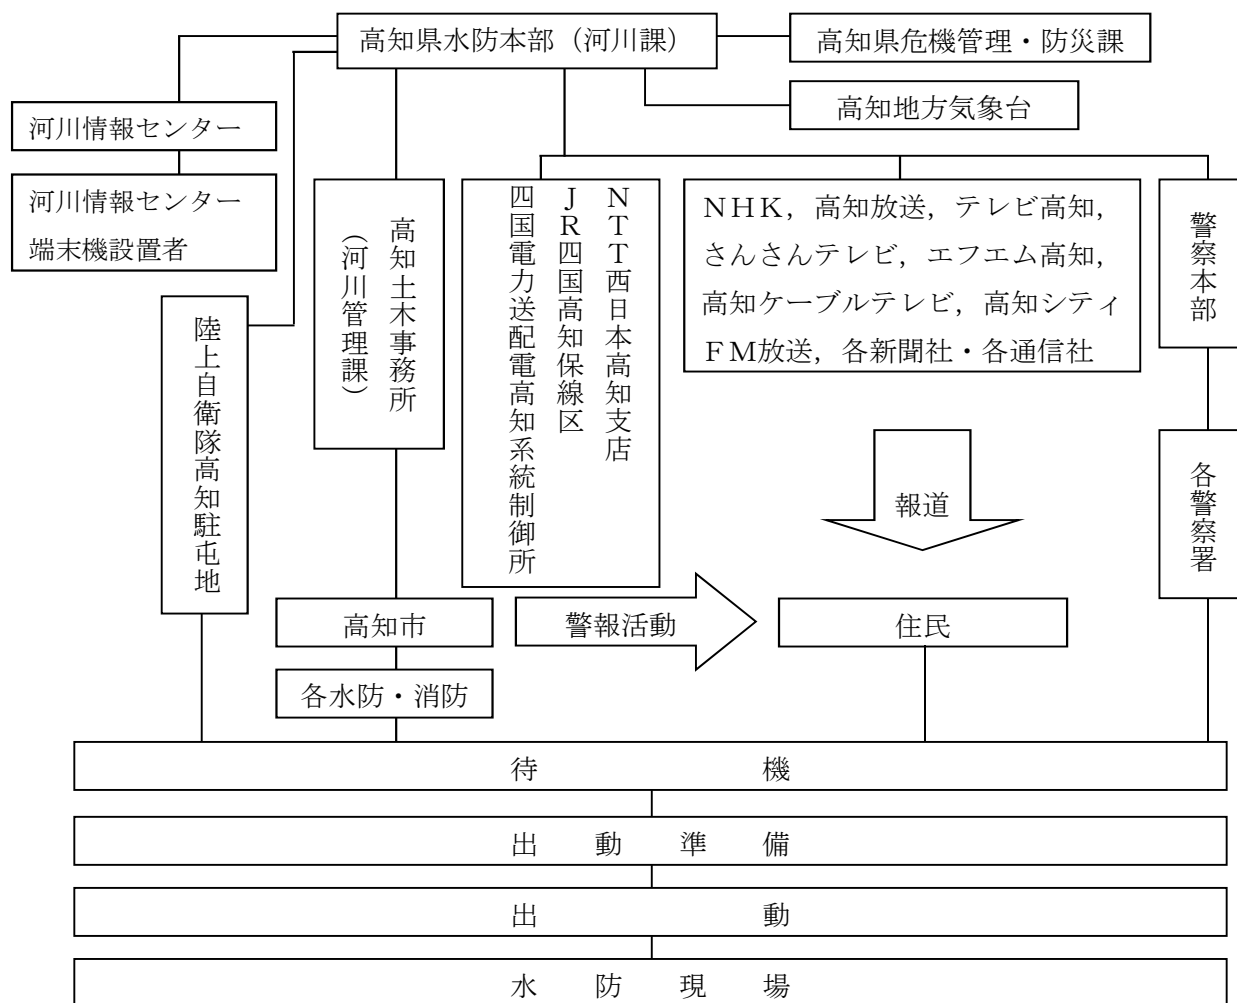 高知県水防本部（河川課）
高知県危機管理・防災課
高知地方気象台
河川情報センター
河川情報センター
端末機設置者
陸上自衛隊高知駐屯地
高知土木事務所
（河川管理課）
ＮＴＴ西日本高知支店
ＪＲ四国高知保線区
四国電力送配電高知系統制御所
ＮＨＫ，高知放送，テレビ高知，
さんさんテレビ，エフエム高知，
高知ケーブルテレビ，高知シティ
ＦＭ放送，各新聞社・各通信社
警察本部
各警察署
報道
高知市
警報活動
住民
各水防・消防
待機
出動準備
出動
水防現場